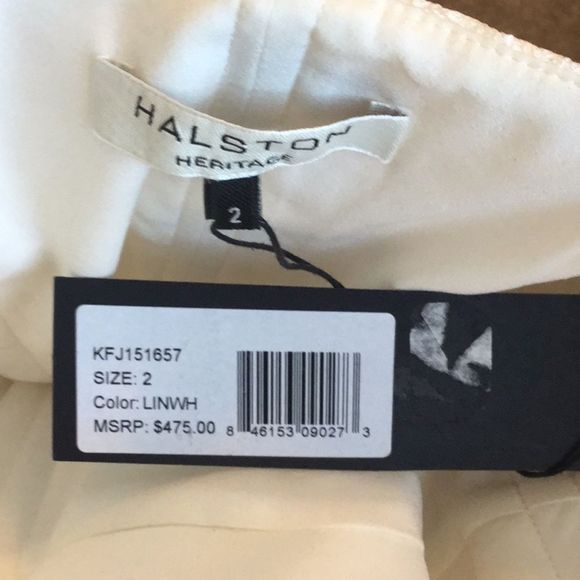 HALSTON
HERITAGE
2
KFJ151657
SIZE: 2
Color: LINWH
MSRP: $475.00
8 46153 09027 3